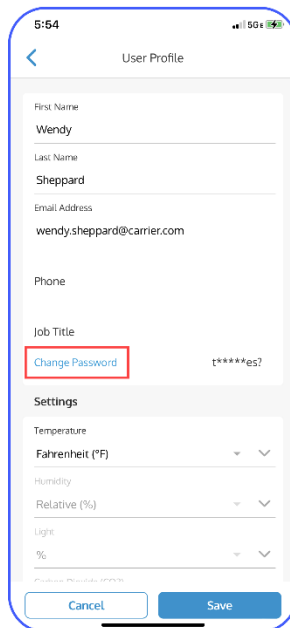 5:54
5GE
User Profile
First Name
Wendy
Last Name
Sheppard
Email Address
wendy.sheppard@carrier.com
Phone
Job Title
Change Password t*****es?
Settings
Temperature
Fahrenheit (°F)
Humidity
Relative (%)
Light
%
Cancel Save